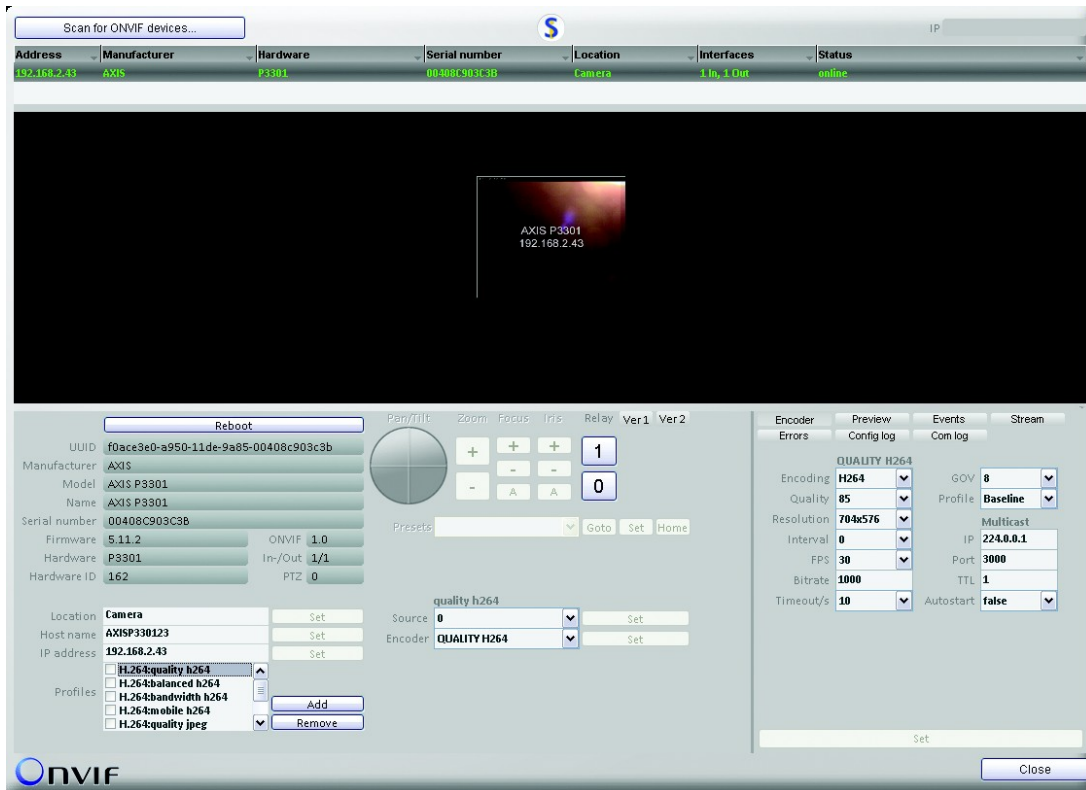 Scan for ONVIF devices...
S
IP
Address Manufacturer Hardware Serial number Location Interfaces Status
192.168.2.43 AXIS P3301 00408C903C3B Camera 1 In, 1 Out online
AXIS P3301
192.168.2.43
Reboot
UUID f0ace3e0-a950-11de-9a85-00408c903c3b
Manufacturer AXIS
Model AXIS P3301
Name AXIS P3301
Serial number 00408C903C3B
Firmware 5.11.2 ONVIF 1.0
Hardware P3301 In-/Out 1/1
Hardware ID 162 PTZ 0
Location Camera Set
Host name AXISP330123 Set
IP address 192.168.2.43 Set
Profiles
H.264:quality h264
H.264:balanced h264
H.264:bandwidth h264
H.264:mobile h264
H.264:quality jpeg
Add
Remove
Pan/Tilt Zoom Focus Iris Relay Ver1 Ver2
+ + + 1
- - -
A A 0
Presets Goto Set Home
quality h264
Source 0 Set
Encoder QUALITY H264 Set
Encoder Preview Events Stream
Errors Config log Com log
QUALITY H264
Encoding H264 GOV 8
Quality 85 Profile Baseline
Resolution 704x576 Multicast
Interval 0 IP 224.0.0.1
FPS 30 Port 3000
Bitrate 1000 TTL 1
Timeout/s 10 Autostart false
Set
ONVIF
Close